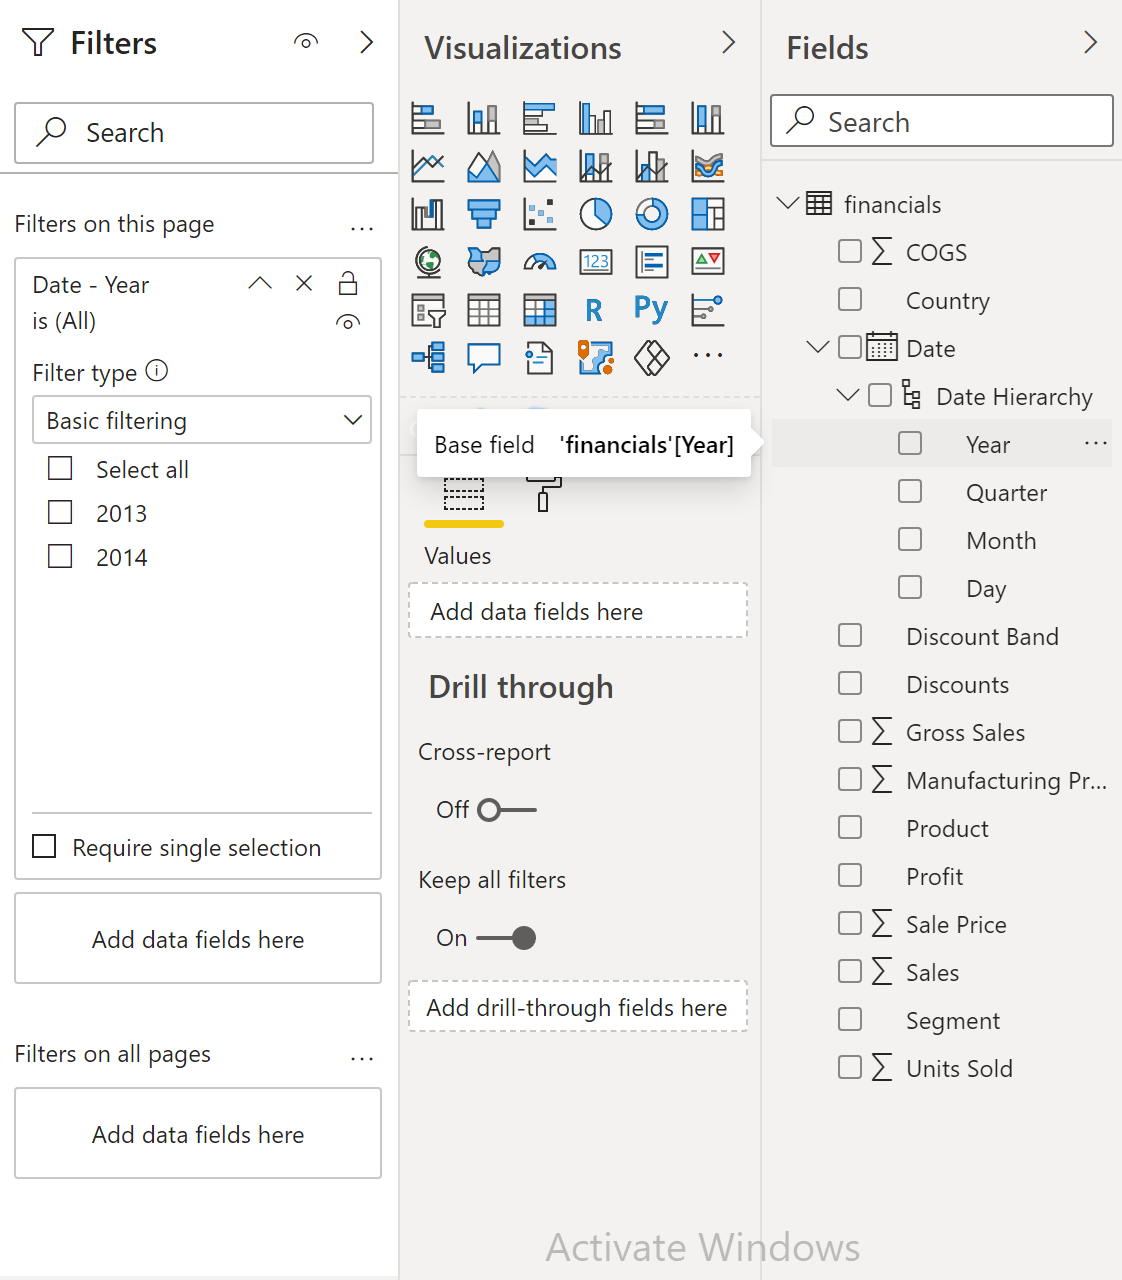 Filters
Search
Filters on this page
...
Date - Year
is (All)
Filter type
Basic filtering
Select all
2013
2014
Require single selection
Add data fields here
Filters on all pages
...
Add data fields here
Visualizations
123
R
Py
...
Base field 'financials'[Year]
Values
Add data fields here
Drill through
Cross-report
Off
Keep all filters
On
Add drill-through fields here
Fields
Search
financials
∑ COGS
Country
Date
Date Hierarchy
Year ...
Quarter
Month
Day
Discount Band
Discounts
∑ Gross Sales
∑ Manufacturing Pr...
Product
Profit
∑ Sale Price
∑ Sales
Segment
∑ Units Sold
Activate Windows